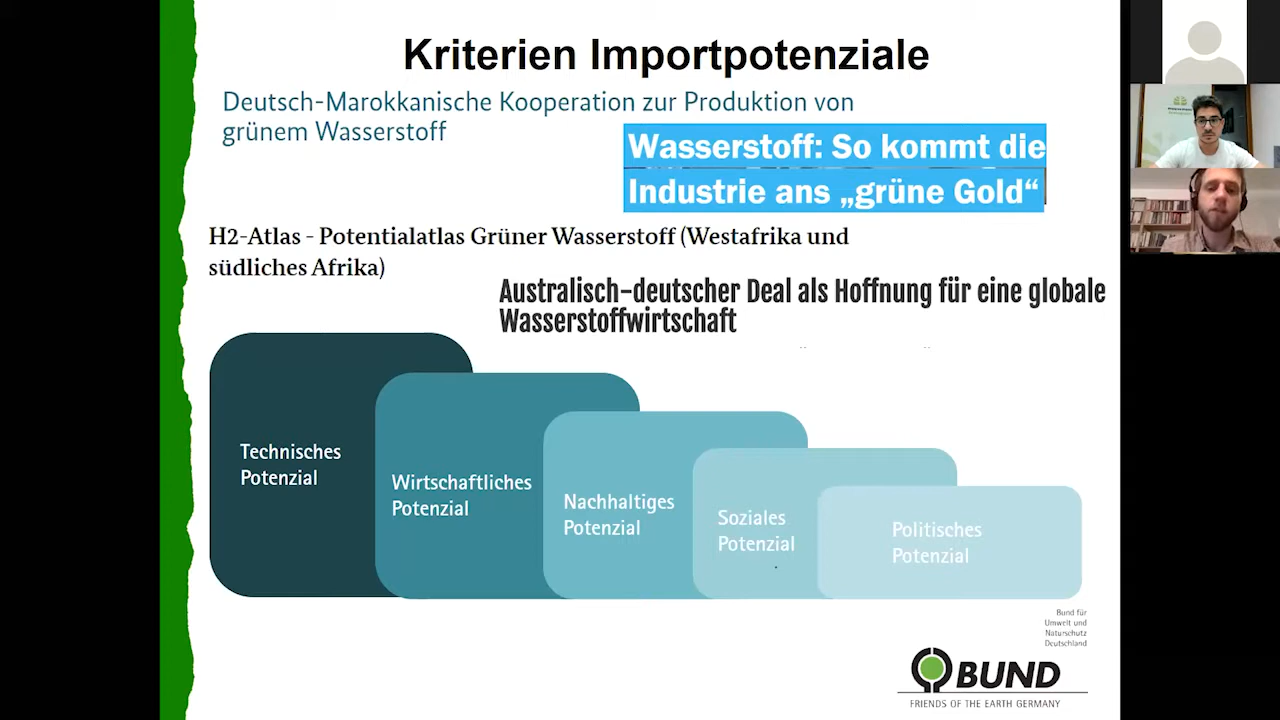 Kriterien Importpotenziale
Deutsch-Marokkanische Kooperation zur Produktion von
grünem Wasserstoff
Wasserstoff: So kommt die
Industrie ans „grüne Gold“
H2-Atlas - Potentialatlas Grüner Wasserstoff (Westafrika und
südliches Afrika)
Australisch-deutscher Deal als Hoffnung für eine globale
Wasserstoffwirtschaft
Technisches
Potenzial
Wirtschaftliches
Potenzial
Nachhaltiges
Potenzial
Soziales
Potenzial
Politisches
Potenzial
Bund für
Umwelt und
Naturschutz
Deutschland
BUND
FRIENDS OF THE EARTH GERMANY